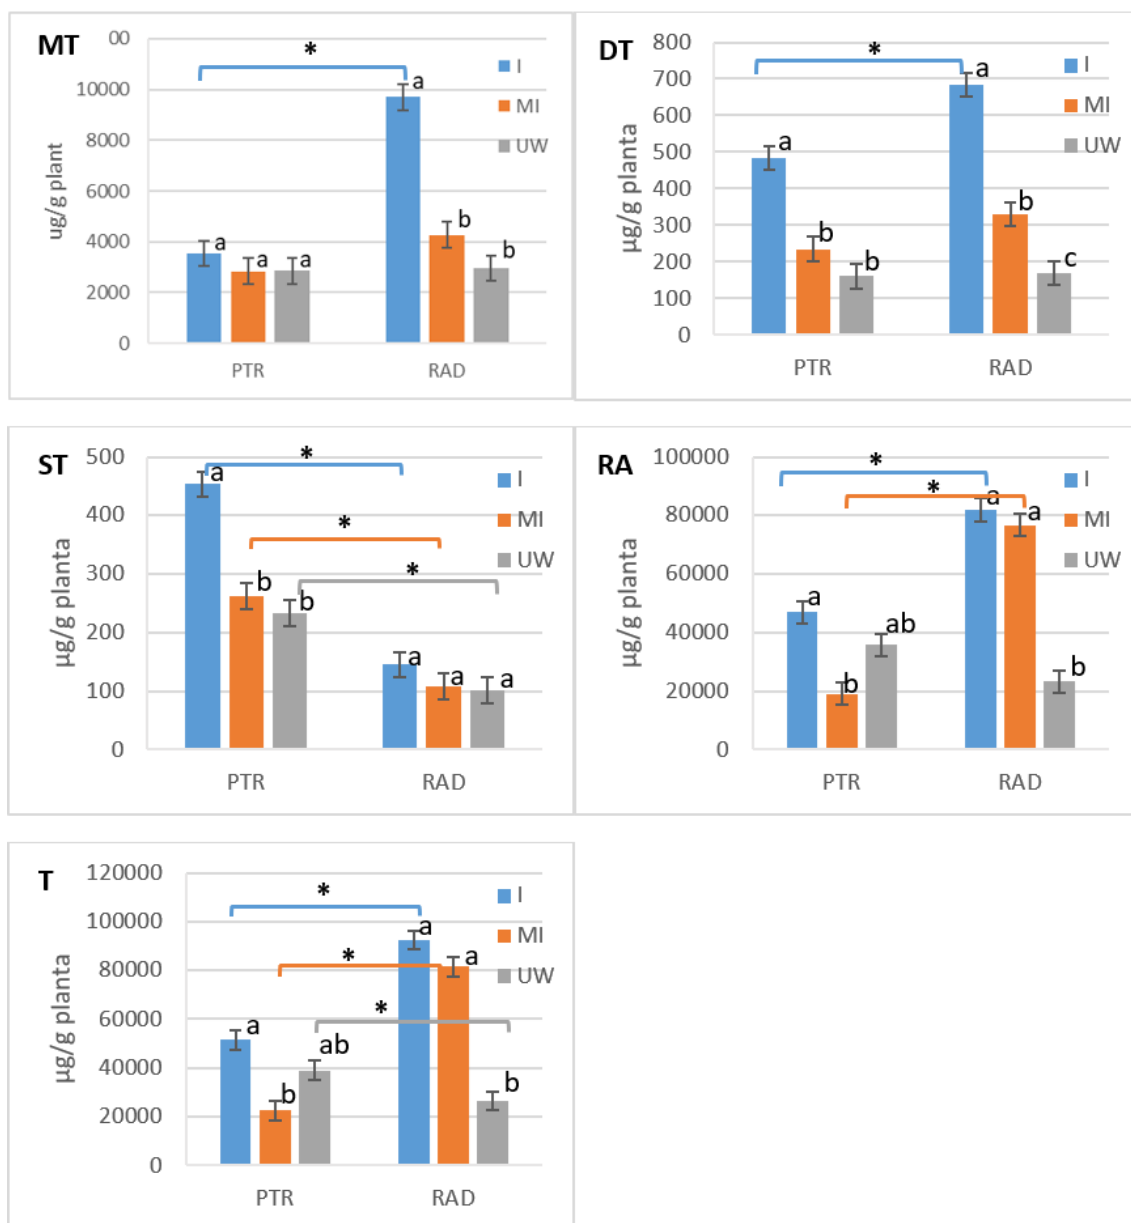 MT
00
10000
8000
6000
4000
2000
0
ug/g plant
*
a
a
a
a
b
b
I
MI
UW
PTR RAD
DT
800
700
600
500
400
300
200
100
0
µg/g planta
*
a
b
b
a
b
c
I
MI
UW
PTR RAD
ST
500
400
300
200
100
0
µg/g planta
*
*
*
a
b
b
a
a
a
I
MI
UW
PTR RAD
RA
100000
80000
60000
40000
20000
0
µg/g planta
*
*
a
b
ab
a
a
b
I
MI
UW
PTR RAD
T
120000
100000
80000
60000
40000
20000
0
µg/g planta
*
*
*
a
b
ab
a
a
b
I
MI
UW
PTR RAD